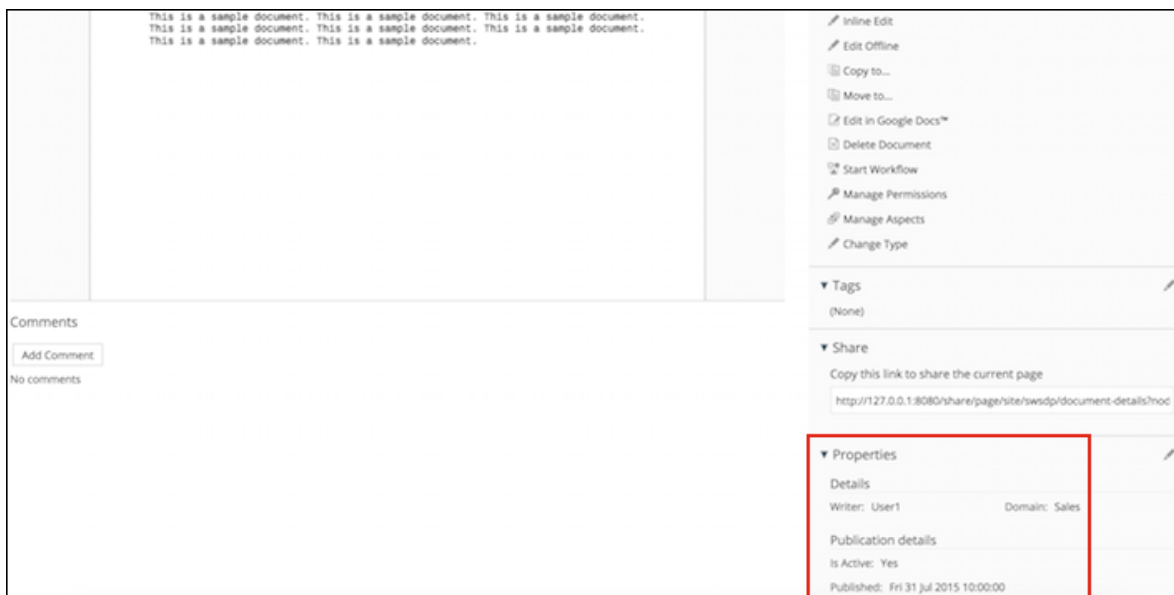 This is a sample document. This is a sample document. This is a sample document.
This is a sample document. This is a sample document. This is a sample document.
This is a sample document. This is a sample document.
Comments
Add Comment
No comments
Inline Edit
Edit Offline
Copy to...
Move to...
Edit in Google Docs™
Delete Document
Start Workflow
Manage Permissions
Manage Aspects
Change Type
Tags
(None)
Share
Copy this link to share the current page
http://127.0.0.1:8080/share/page/site/swsdp/document-details?nod
Properties
Details
Writer: User1 Domain: Sales
Publication details
Is Active: Yes
Published: Fri 31 Jul 2015 10:00:00